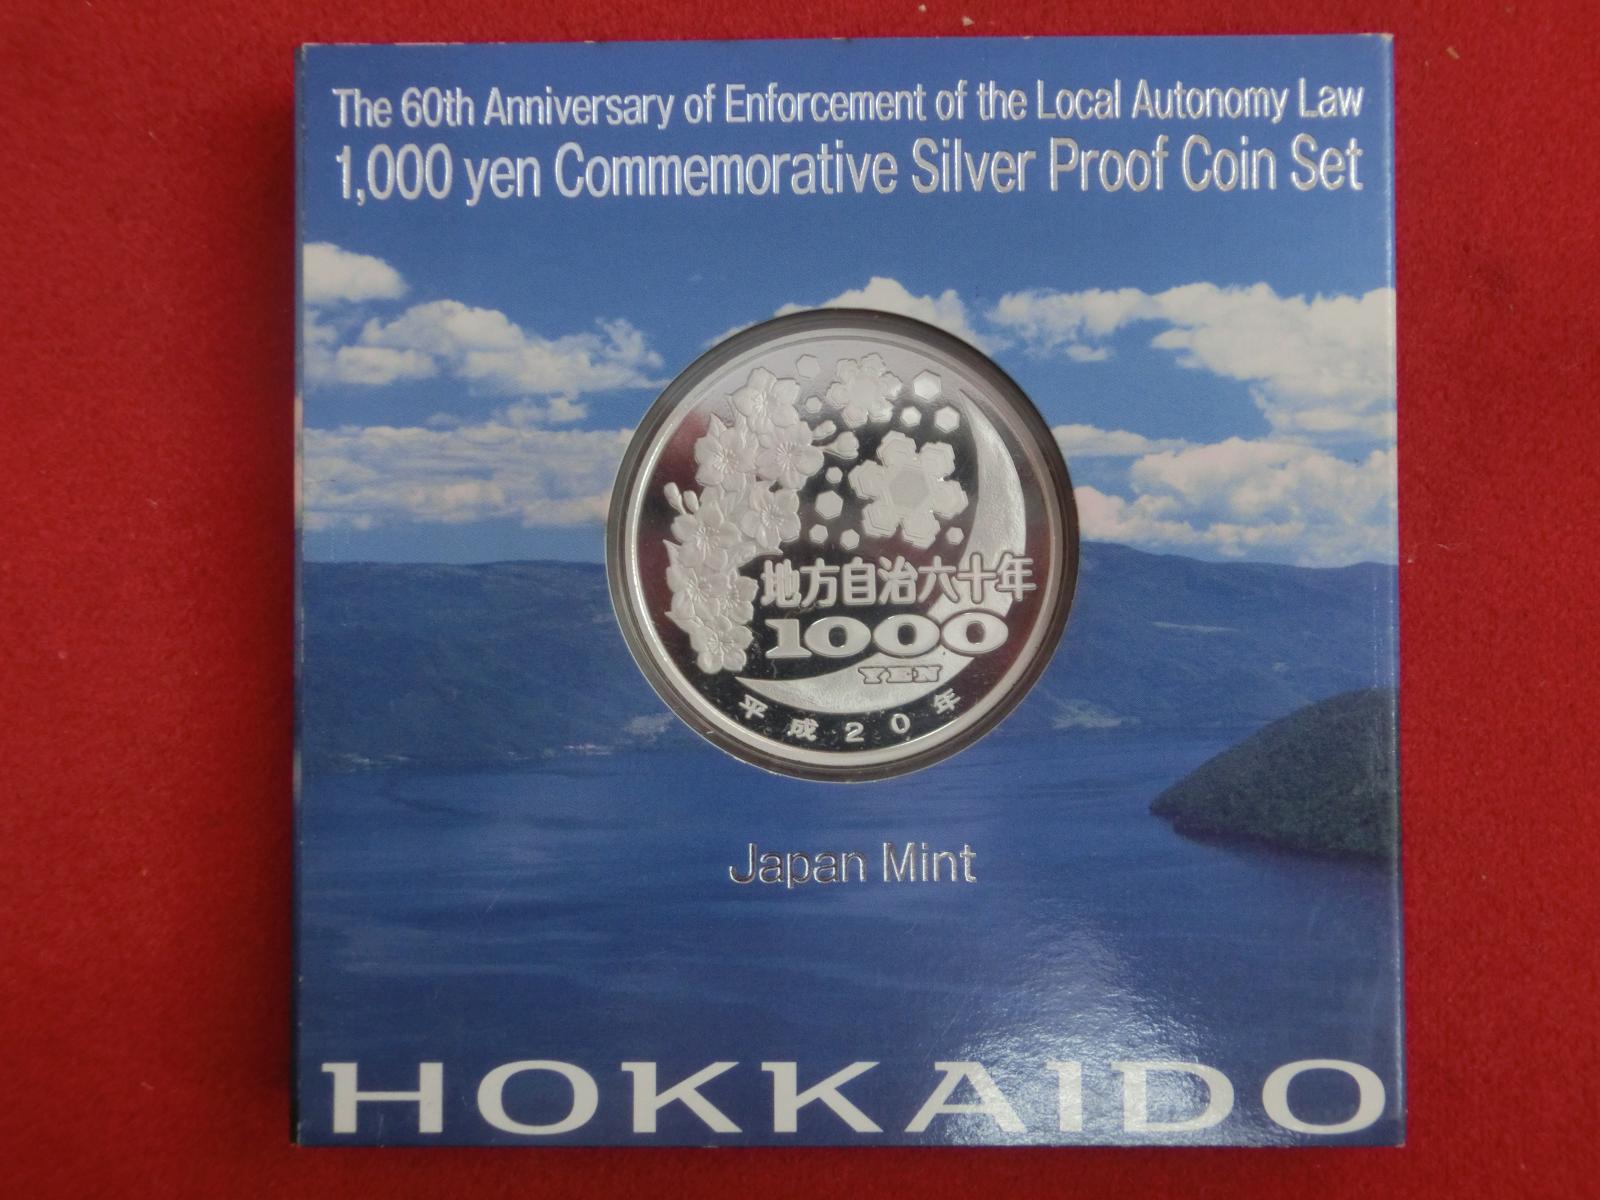 The 60th Anniversary of Enforcement of the Local Autonomy Law
1,000 yen Commemorative Silver Proof Coin Set
地方自治六十年
1000
YEN
平成20年
Japan Mint
HOKKAIDO